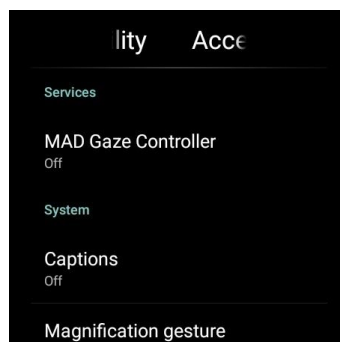 lity Acce
Services
MAD Gaze Controller
Off
System
Captions
Off
Magnification gesture